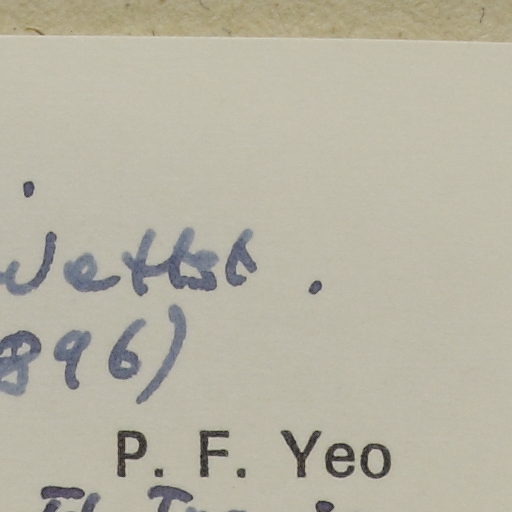 Wettst.
896)
P. F. Yeo